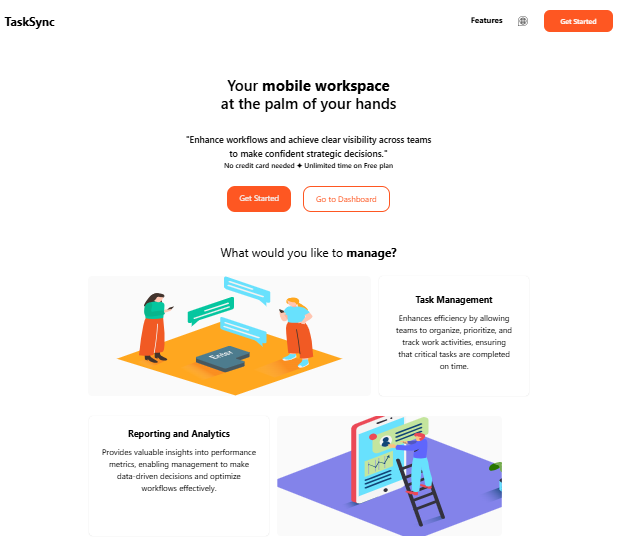 TaskSync
Features
Get Started
Your mobile workspace
at the palm of your hands
"Enhance workflows and achieve clear visibility across teams
to make confident strategic decisions."
No credit card needed ✦ Unlimited time on Free plan
Get Started
Go to Dashboard
What would you like to manage?
Enter
Task Management
Enhances efficiency by allowing
teams to organize, prioritize, and
track work activities, ensuring
that critical tasks are completed
on time.
Reporting and Analytics
Provides valuable insights into performance
metrics, enabling management to make
data-driven decisions and optimize
workflows effectively.